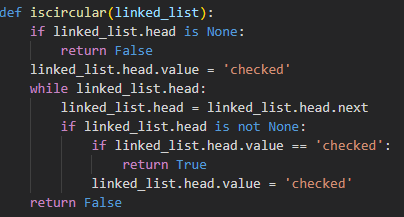 def iscircular(linked_list):
    if linked_list.head is None:
        return False
    linked_list.head.value = 'checked'
    while linked_list.head:
        linked_list.head = linked_list.head.next
        if linked_list.head is not None:
            if linked_list.head.value == 'checked':
                return True
            linked_list.head.value = 'checked'
    return False